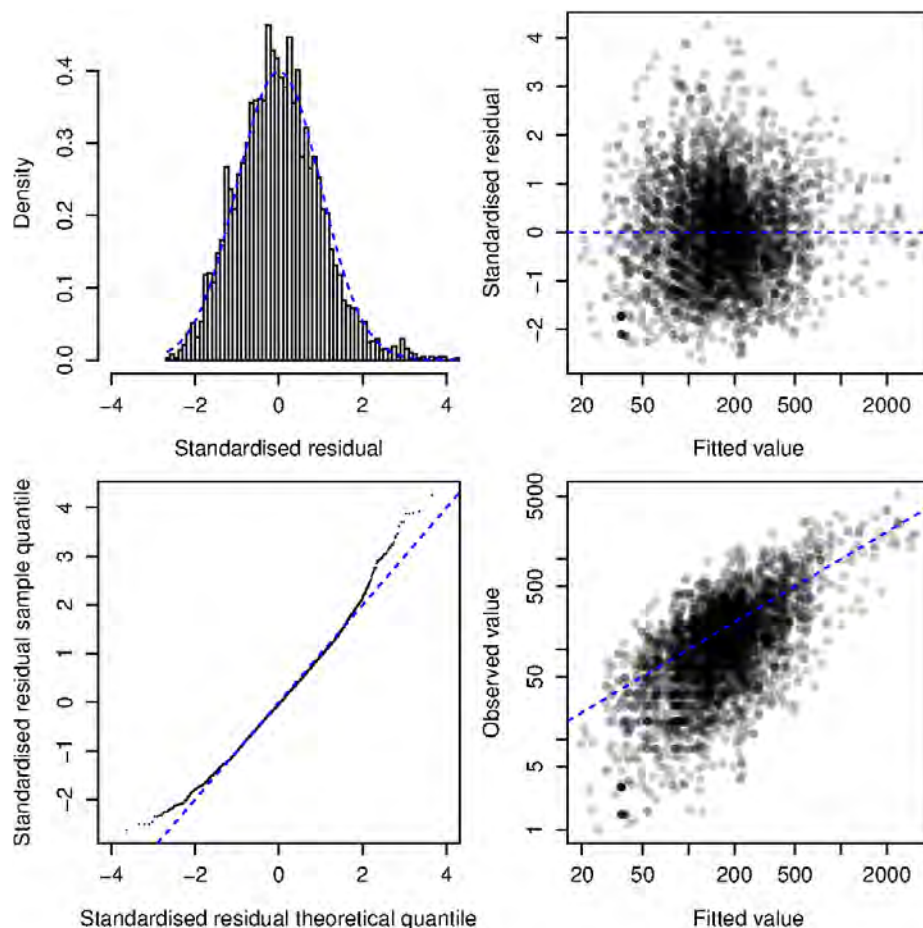 Density
0.0 0.1 0.2 0.3 0.4
−4 −2 0 2 4
Standardised residual
Standardised residual
−2 −1 0 1 2 3 4
20 50 200 500 2000
Fitted value
Standardised residual sample quantile
−2 −1 0 1 2 3 4
−4 −2 0 2 4
Standardised residual theoretical quantile
Observed value
1 5 50 500 5000
20 50 200 500 2000
Fitted value